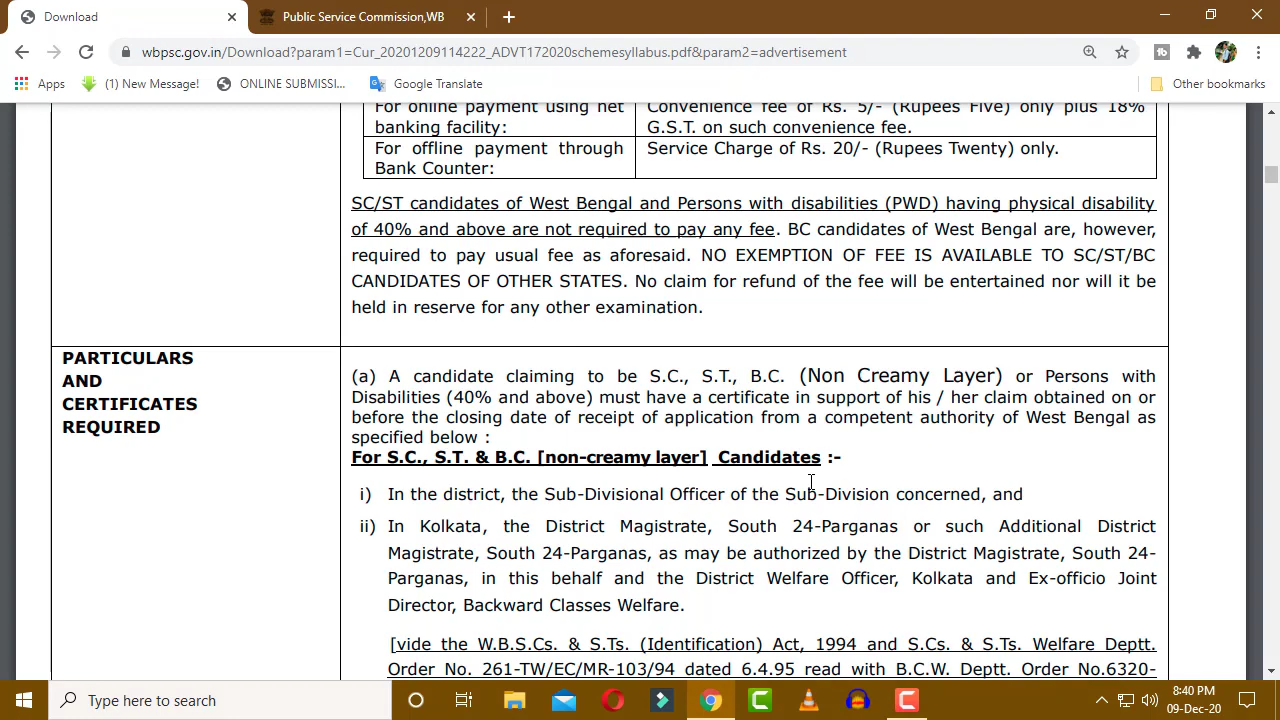 Download
Public Service Commission,WB
wbpsc.gov.in/Download?param1=Cur_20201209114222_ADVT172020schemesyllabus.pdf&param2=advertisement
Apps
(1) New Message!
ONLINE SUBMISSI...
Google Translate
Other bookmarks
For online payment using net banking facility:
Convenience fee of Rs. 5/- (Rupees Five) only plus 18% G.S.T. on such convenience fee.
For offline payment through Bank Counter:
Service Charge of Rs. 20/- (Rupees Twenty) only.
SC/ST candidates of West Bengal and Persons with disabilities (PWD) having physical disability
of 40% and above are not required to pay any fee. BC candidates of West Bengal are, however,
required to pay usual fee as aforesaid. NO EXEMPTION OF FEE IS AVAILABLE TO SC/ST/BC
CANDIDATES OF OTHER STATES. No claim for refund of the fee will be entertained nor will it be
held in reserve for any other examination.
PARTICULARS
AND
CERTIFICATES
REQUIRED
(a) A candidate claiming to be S.C., S.T., B.C. (Non Creamy Layer) or Persons with
Disabilities (40% and above) must have a certificate in support of his / her claim obtained on or
before the closing date of receipt of application from a competent authority of West Bengal as
specified below :
For S.C., S.T. & B.C. [non-creamy layer] Candidates :-
i) In the district, the Sub-Divisional Officer of the Sub-Division concerned, and
ii) In Kolkata, the District Magistrate, South 24-Parganas or such Additional District
Magistrate, South 24-Parganas, as may be authorized by the District Magistrate, South 24-
Parganas, in this behalf and the District Welfare Officer, Kolkata and Ex-officio Joint
Director, Backward Classes Welfare.
[vide the W.B.S.Cs. & S.Ts. (Identification) Act, 1994 and S.Cs. & S.Ts. Welfare Deptt.
Order No. 261-TW/EC/MR-103/94 dated 6.4.95 read with B.C.W. Deptt. Order No.6320-
Type here to search
8:40 PM
09-Dec-20